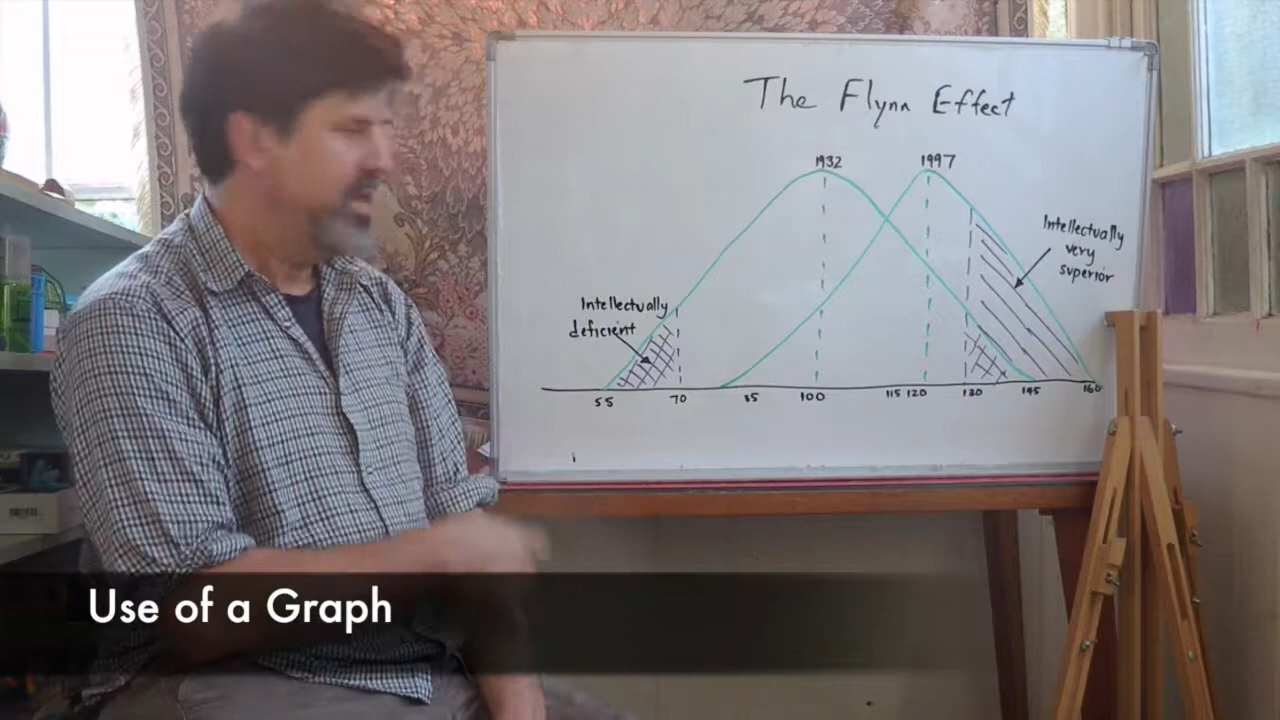 The Flynn Effect
1932
1997
Intellectually
very
superior
Intellectually
deficient
55 70 85 100 115 120 130 145 160
Use of a Graph